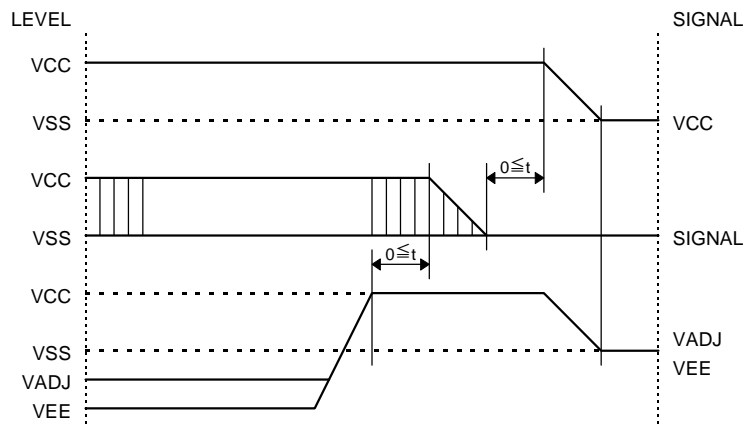 LEVEL SIGNAL
VCC
VSS VCC
0≦t
VCC
VSS SIGNAL
0≦t
VCC
VSS VADJ
VADJ VEE
VEE